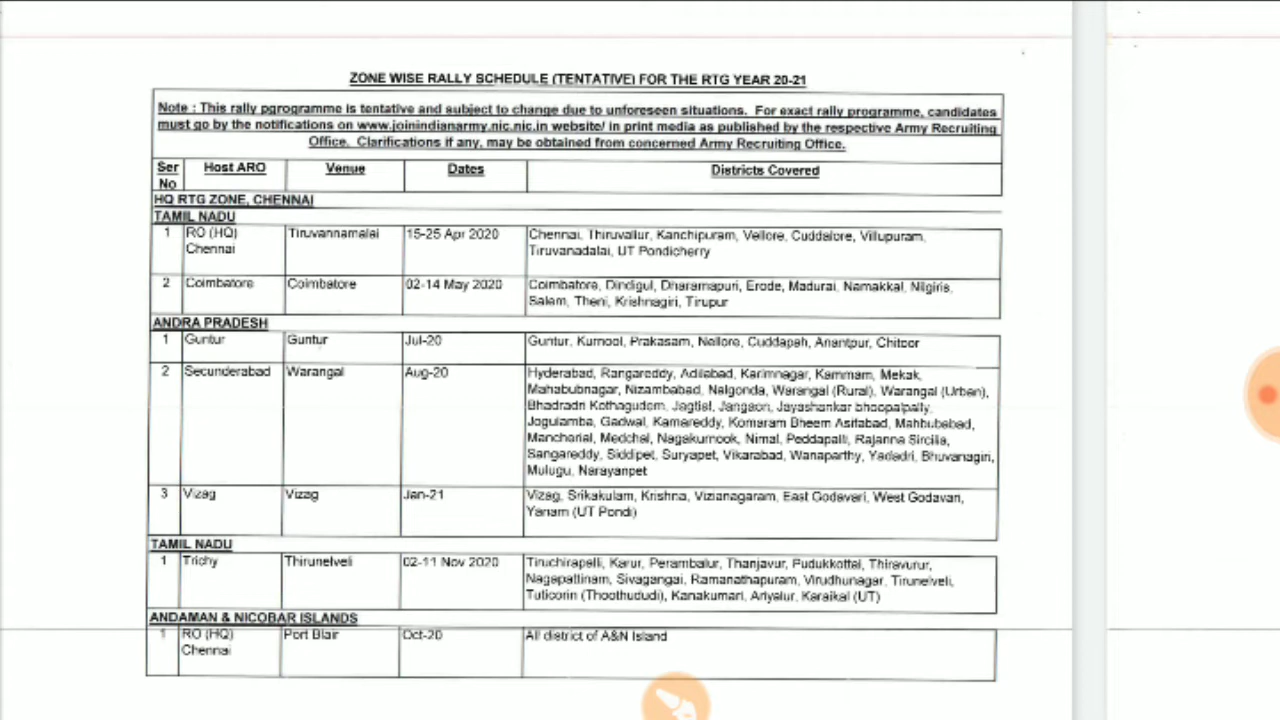 ZONE WISE RALLY SCHEDULE (TENTATIVE) FOR THE RTG YEAR 20-21
Note : This rally pgrogramme is tentative and subject to change due to unforeseen situations. For exact rally programme, candidates
must go by the notifications on www.joinindianarmy.nic.nic.in website/ in print media as published by the respective Army Recruiting
Office. Clarifications if any, may be obtained from concerned Army Recruiting Office.
Ser No Host ARO Venue Dates Districts Covered
HQ RTG ZONE, CHENNAI
TAMIL NADU
1 RO (HQ) Chennai Tiruvannamalai 15-25 Apr 2020 Chennai, Thiruvallur, Kanchipuram, Vellore, Cuddalore, Villupuram,
Tiruvanadalai, UT Pondicherry
2 Coimbatore Coimbatore 02-14 May 2020 Coimbatore, Dindigul, Dharamapuri, Erode, Madurai, Namakkal, Nilgiris,
Salem, Theni, Krishnagiri, Tirupur
ANDRA PRADESH
1 Guntur Guntur Jul-20 Guntur, Kurnool, Prakasam, Nellore, Cuddapah, Anantpur, Chitoor
2 Secunderabad Warangal Aug-20 Hyderabad, Rangareddy, Adilabad, Karimnagar, Kammam, Mekak,
Mahabubnagar, Nizambabad, Nalgonda, Warangal (Rural), Warangal (Urban),
Bhadradri Kothagudem, Jagtial, Jangaon, Jayashankar bhoopalpally,
Jogulamba, Gadwal, Kamareddy, Komaram Bheem Asifabad, Mahbubabad,
Mancherial, Medchal, Nagakurnook, Nimal, Peddapalli, Rajanna Sircilla,
Sangareddy, Siddipet, Suryapet, Vikarabad, Wanaparthy, Yadadri, Bhuvanagiri,
Mulugu, Narayanpet
3 Vizag Vizag Jan-21 Vizag, Srikakulam, Krishna, Vizianagaram, East Godavari, West Godavari,
Yanam (UT Pondi)
TAMIL NADU
1 Trichy Thirunelveli 02-11 Nov 2020 Tiruchirapalli, Karur, Perambalur, Thanjavur, Pudukkottai, Thiravurur,
Nagapattinam, Sivagangai, Ramanathapuram, Virudhunagar, Tirunelveli,
Tuticorin (Thoothududi), Kanakumari, Ariyalur, Karaikal (UT)
ANDAMAN & NICOBAR ISLANDS
1 RO (HQ) Chennai Port Blair Oct-20 All district of A&N Island